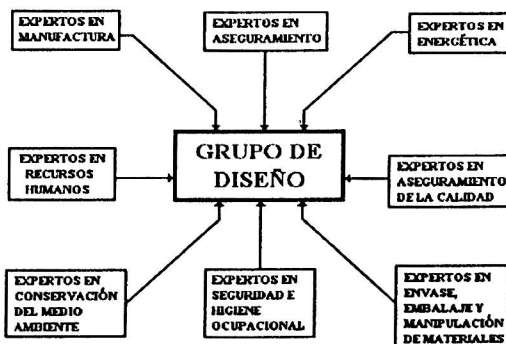 EXPERTOS EN
MANUFACTURA
EXPERTOS EN
ASEGURAMIENTO
EXPERTOS EN
ENERGÉTICA
EXPERTOS EN
RECURSOS
HUMANOS
GRUPO DE
DISEÑO
EXPERTOS EN
ASEGURAMIENTO
DE LA CALIDAD
EXPERTOS EN
CONSERVACIÓN
DEL MEDIO
AMBIENTE
EXPERTOS EN
SEGURIDAD E
HIGIENE
OCUPACIONAL
EXPERTOS EN
ENVASE,
EMBALAJE Y
MANIPULACIÓN
DE MATERIALES